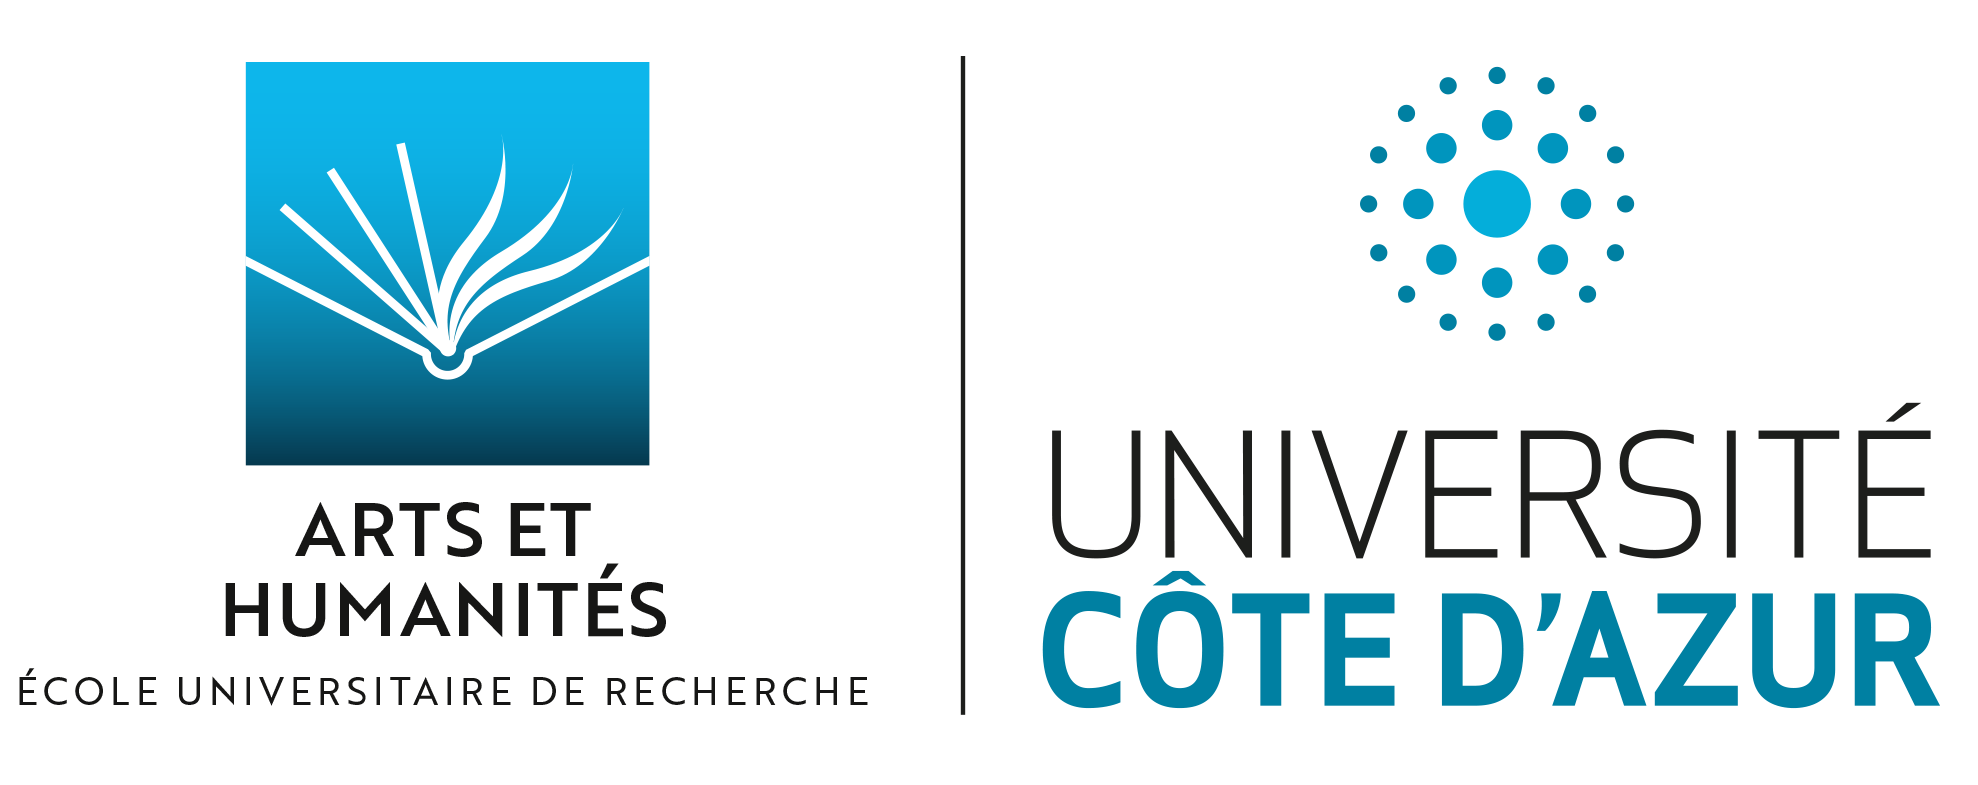 ARTS ET
HUMANITÉS
ÉCOLE UNIVERSITAIRE DE RECHERCHE
UNIVERSITÉ
CÔTE D’AZUR